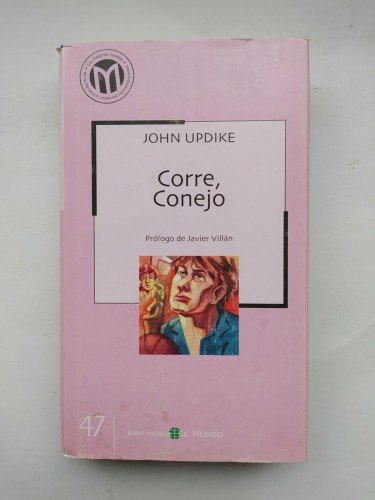 M
JOHN UPDIKE
Corre,
Conejo
Prólogo de Javier Villán
47
biblioteca EL MUNDO